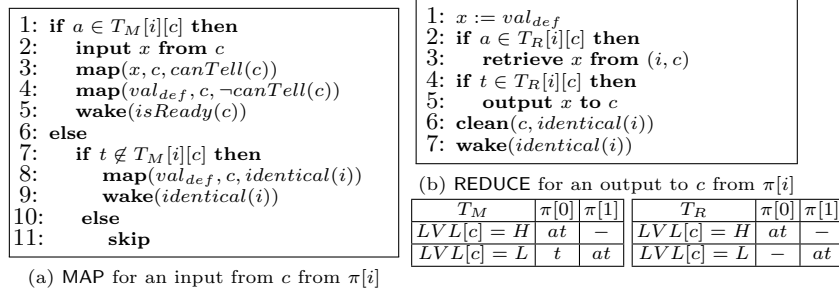 1: if a ∈ T_M[i][c] then
2: input x from c
3: map(x, c, canTell(c))
4: map(val_def, c, ¬canTell(c))
5: wake(isReady(c))
6: else
7: if t ∉ T_M[i][c] then
8: map(val_def, c, identical(i))
9: wake(identical(i))
10: else
11: skip
(a) MAP for an input from c from π[i]
1: x := val_def
2: if a ∈ T_R[i][c] then
3: retrieve x from (i, c)
4: if t ∈ T_R[i][c] then
5: output x to c
6: clean(c, identical(i))
7: wake(identical(i))
(b) REDUCE for an output to c from π[i]
T_M π[0] π[1]
LVL[c] = H at −
LVL[c] = L t at
T_R π[0] π[1]
LVL[c] = H at −
LVL[c] = L − at